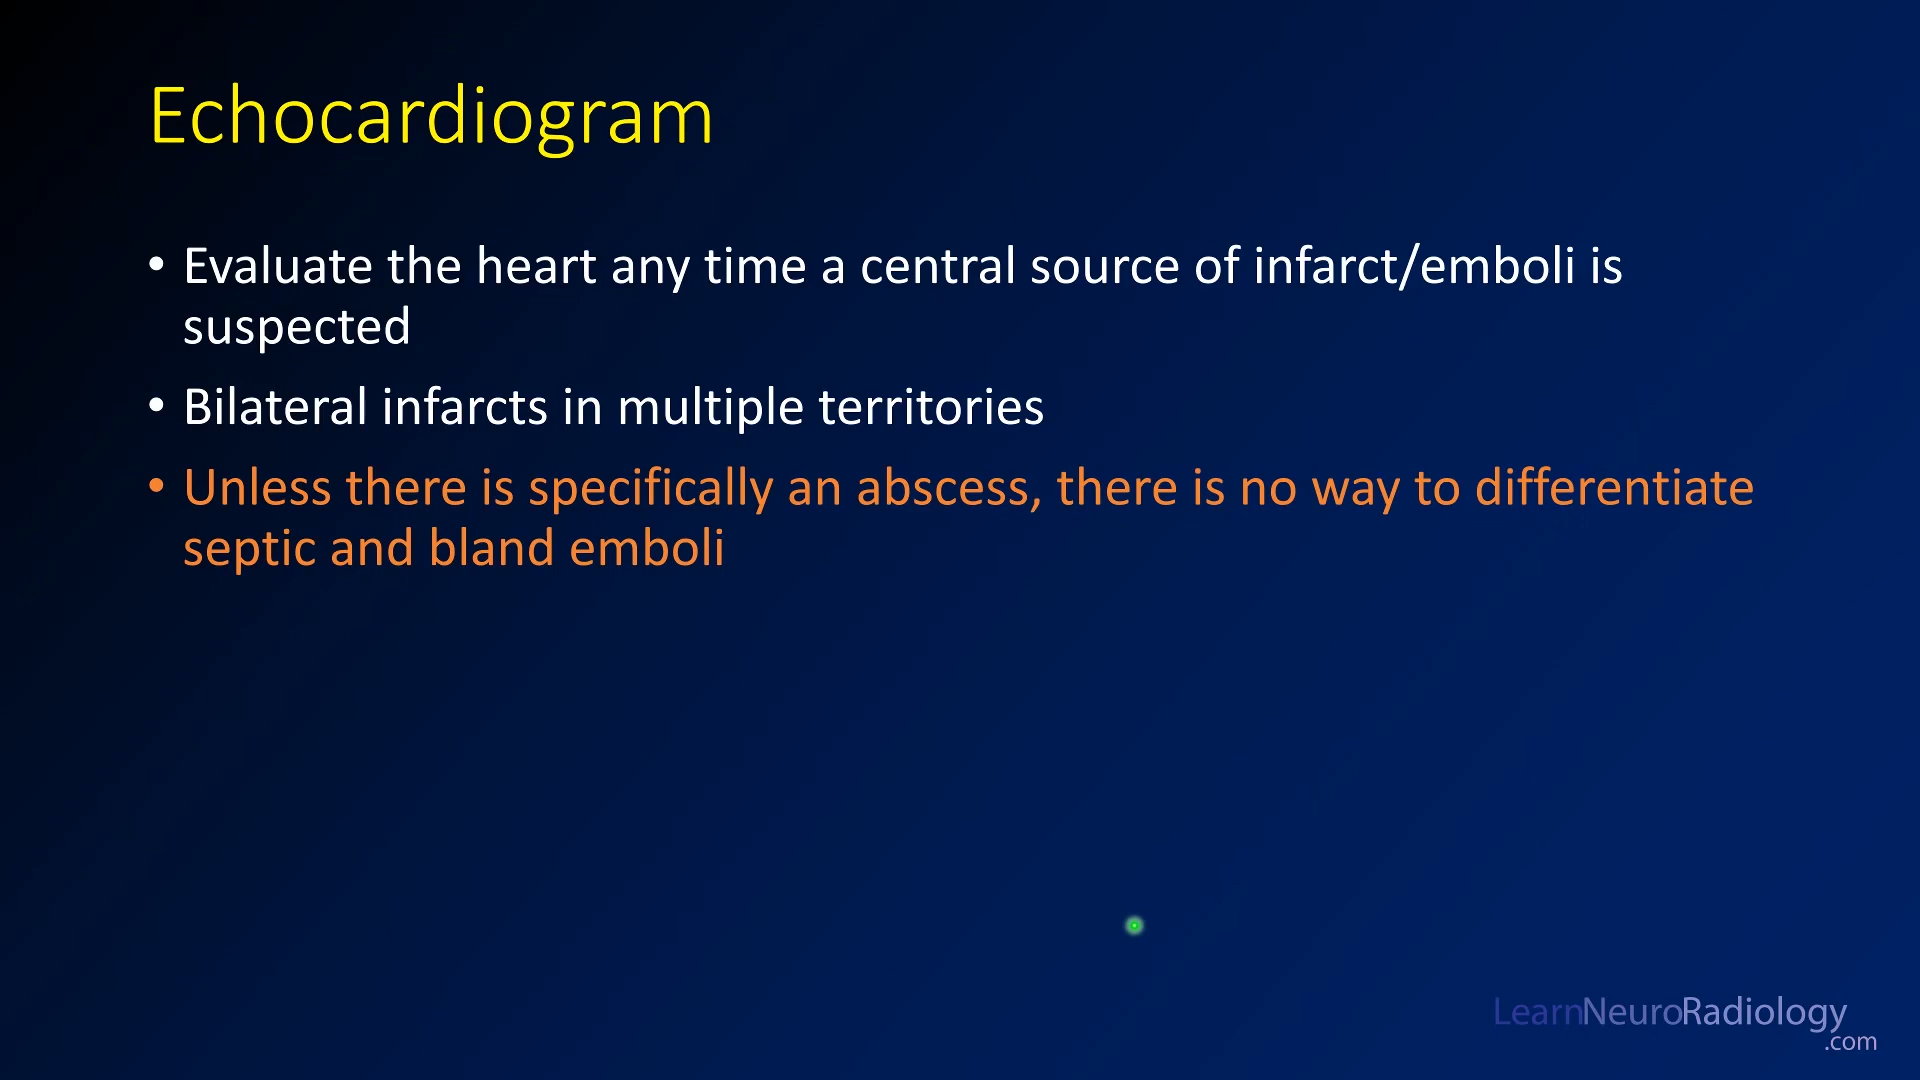 Echocardiogram
• Evaluate the heart any time a central source of infarct/emboli is
suspected
• Bilateral infarcts in multiple territories
• Unless there is specifically an abscess, there is no way to differentiate
septic and bland emboli
LearnNeuroRadiology
.com